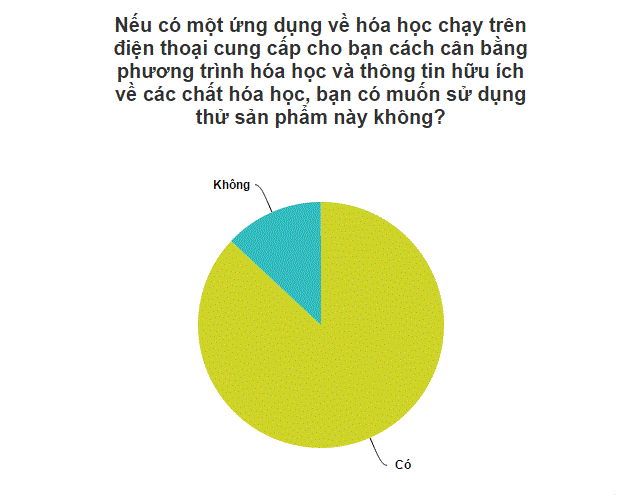 Nếu có một ứng dụng về hóa học chạy trên
điện thoại cung cấp cho bạn cách cân bằng
phương trình hóa học và thông tin hữu ích
về các chất hóa học, bạn có muốn sử dụng
thử sản phẩm này không?
Không
Có